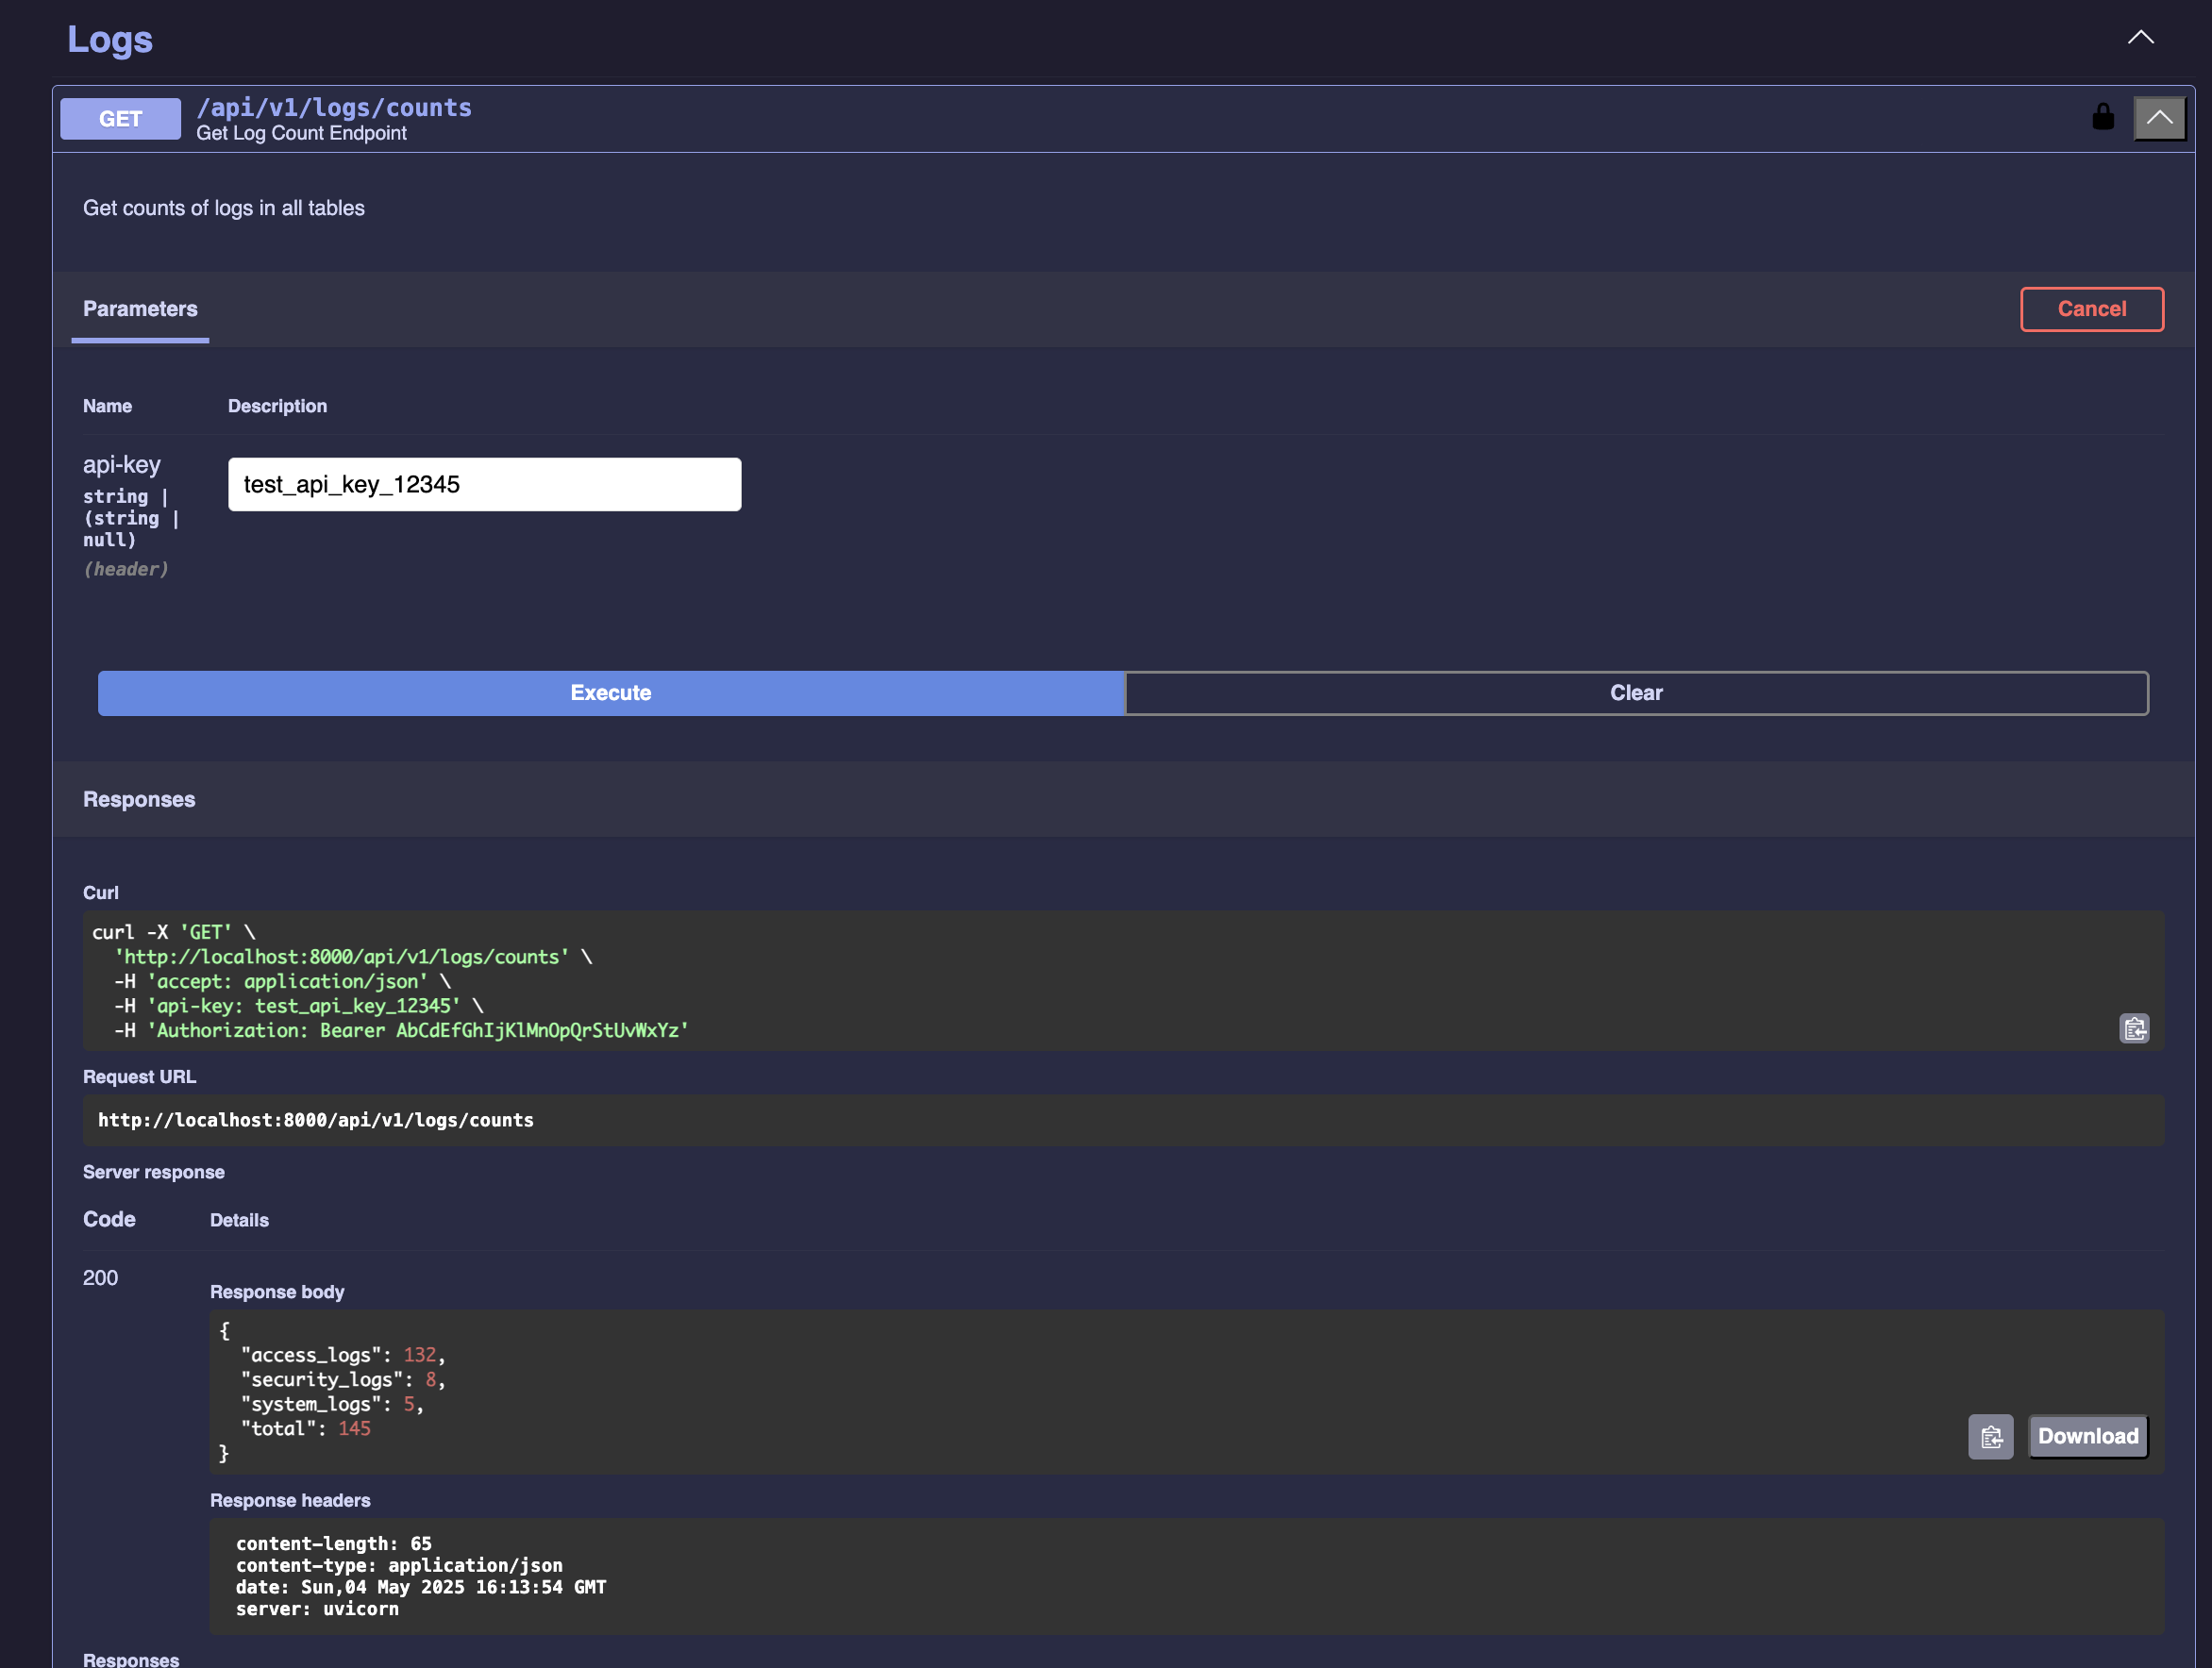 Logs
GET
/api/v1/logs/counts
Get Log Count Endpoint
Get counts of logs in all tables
Parameters
Cancel
Name Description
api-key
string |
(string |
null)
(header)
test_api_key_12345
Execute
Clear
Responses
Curl
curl -X 'GET' \
  'http://localhost:8000/api/v1/logs/counts' \
  -H 'accept: application/json' \
  -H 'api-key: test_api_key_12345' \
  -H 'Authorization: Bearer AbCdEfGhIjKlMnOpQrStUvWxYz'
Request URL
http://localhost:8000/api/v1/logs/counts
Server response
Code Details
200
Response body
{
  "access_logs": 132,
  "security_logs": 8,
  "system_logs": 5,
  "total": 145
}
Download
Response headers
content-length: 65
content-type: application/json
date: Sun,04 May 2025 16:13:54 GMT
server: uvicorn
Responses